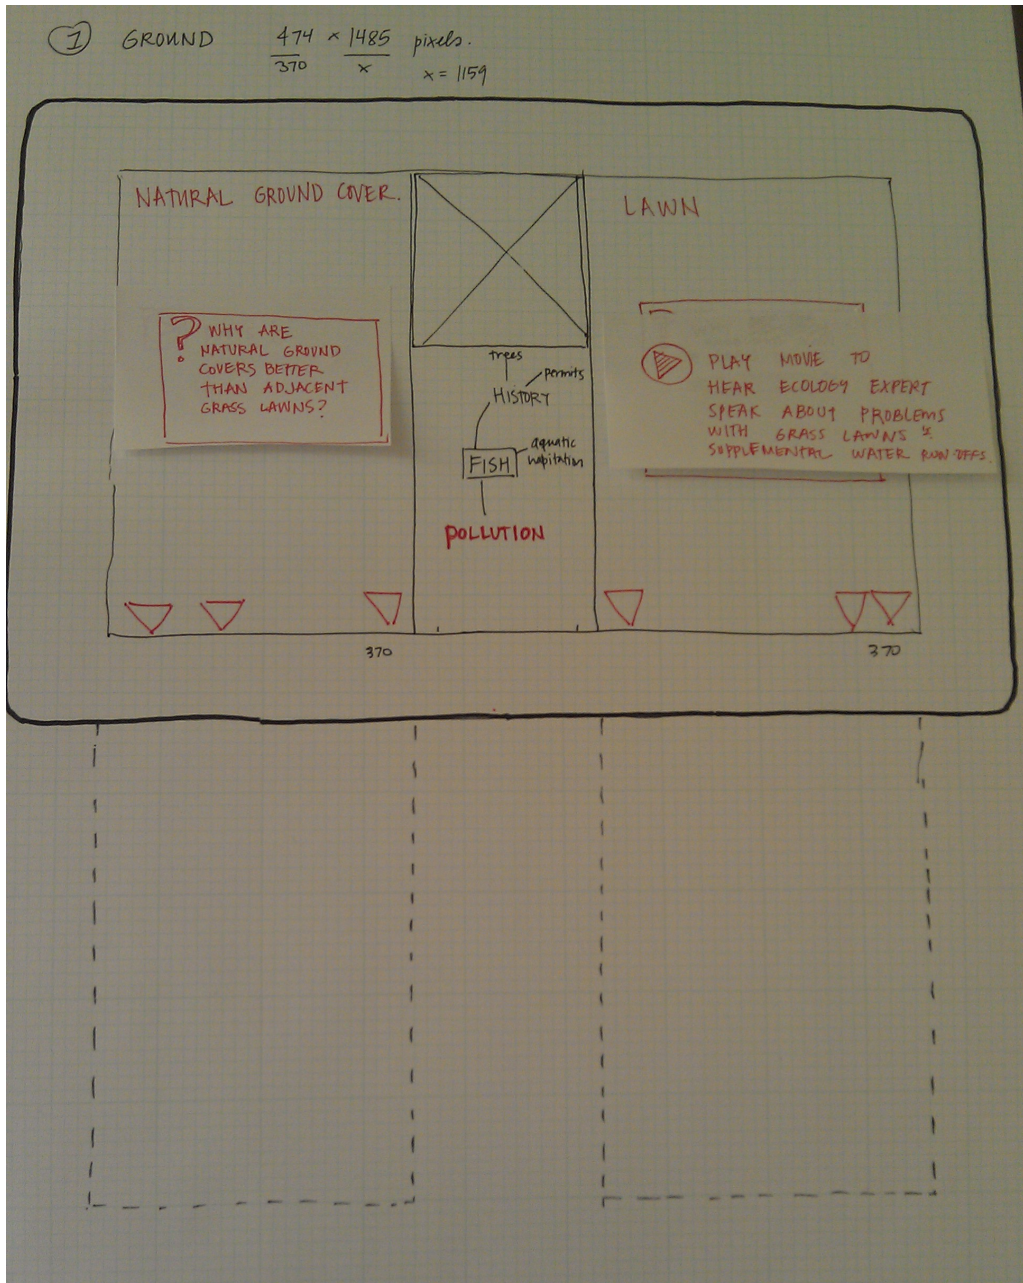 1 GROUND 474 × 1485 pixels.
370 x x = 1159
NATURAL GROUND COVER.
LAWN
? WHY ARE
NATURAL GROUND
COVERS BETTER
THAN ADJACENT
GRASS LAWNS?
PLAY MOVIE TO
HEAR ECOLOGY EXPERT
SPEAK ABOUT PROBLEMS
WITH GRASS LAWNS &
SUPPLEMENTAL WATER RUN-OFFS.
trees
permits
HISTORY
aquatic
habitation
FISH
POLLUTION
370
370